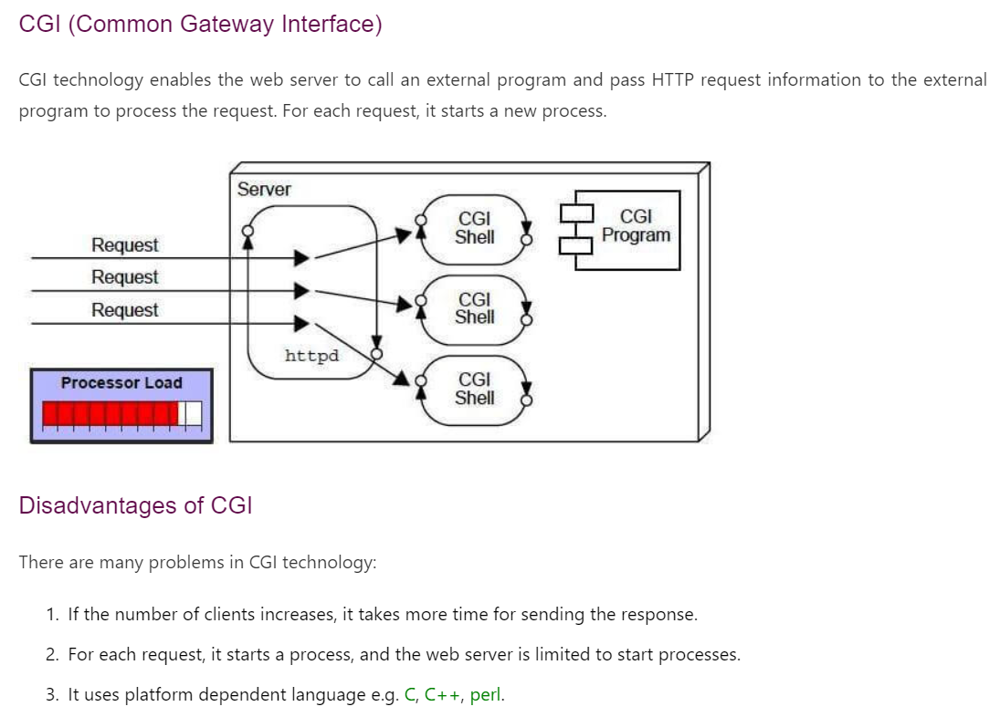 CGI (Common Gateway Interface)
CGI technology enables the web server to call an external program and pass HTTP request information to the external
program to process the request. For each request, it starts a new process.
Server
CGI
Shell
CGI
Program
Request
Request
CGI
Shell
Request
httpd
Processor Load
CGI
Shell
Disadvantages of CGI
There are many problems in CGI technology:
1. If the number of clients increases, it takes more time for sending the response.
2. For each request, it starts a process, and the web server is limited to start processes.
3. It uses platform dependent language e.g. C, C++, perl.